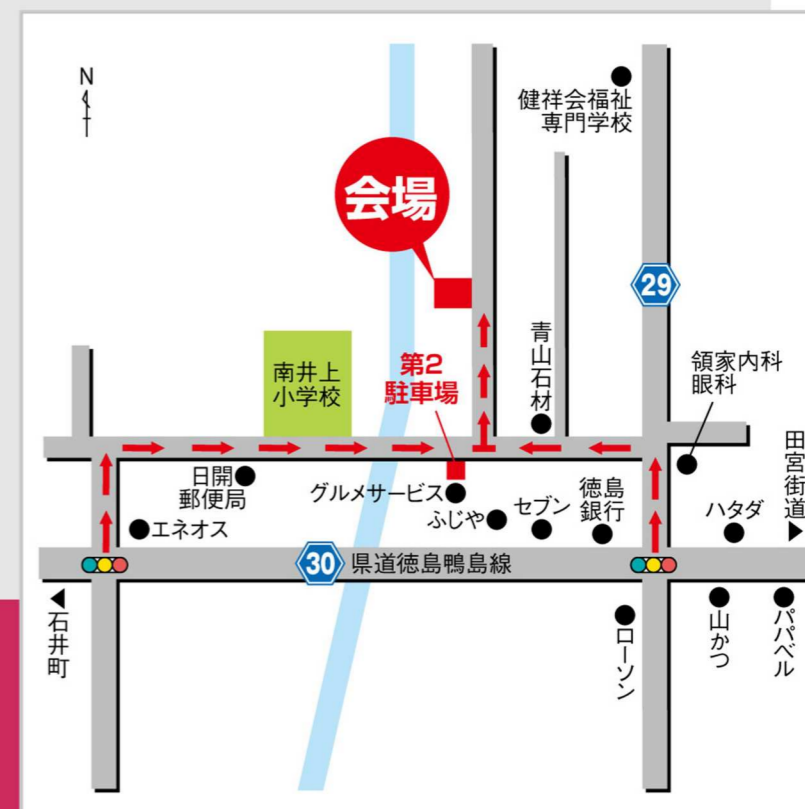 N
健祥会福祉
専門学校
会場
29
青山石材
領家内科
眼科
南井上
小学校
第2
駐車場
田宮街道
日開
郵便局
グルメサービス
ふじや
セブン
徳島
銀行
ハタダ
エネオス
30
県道徳島鴨島線
石井町
ローソン
山かつ
パパベル